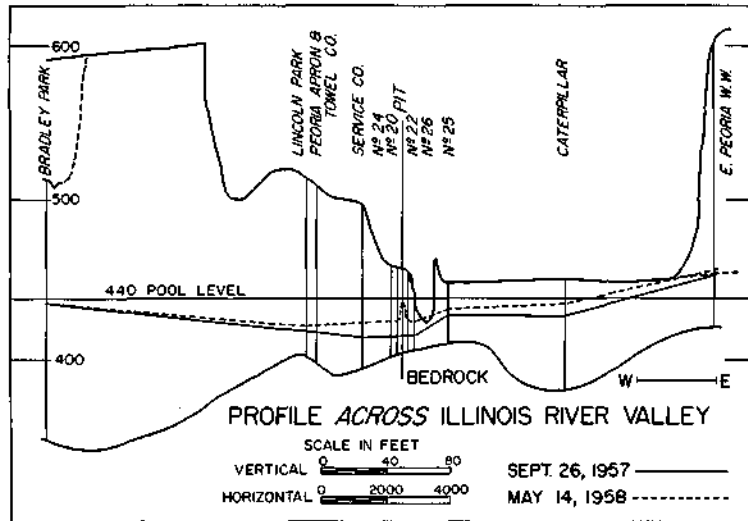 600
500
400
BRADLEY PARK
LINCOLN PARK
PEORIA APRON &
TOWEL CO.
SERVICE CO.
Nº 24
Nº 20
PIT
Nº 22
Nº 26
Nº 25
CATERPILLAR
E. PEORIA W.W.
440 POOL LEVEL
BEDROCK
W E
PROFILE ACROSS ILLINOIS RIVER VALLEY
SCALE IN FEET
VERTICAL 0 40 80
HORIZONTAL 0 2000 4000
SEPT. 26, 1957
MAY 14, 1958